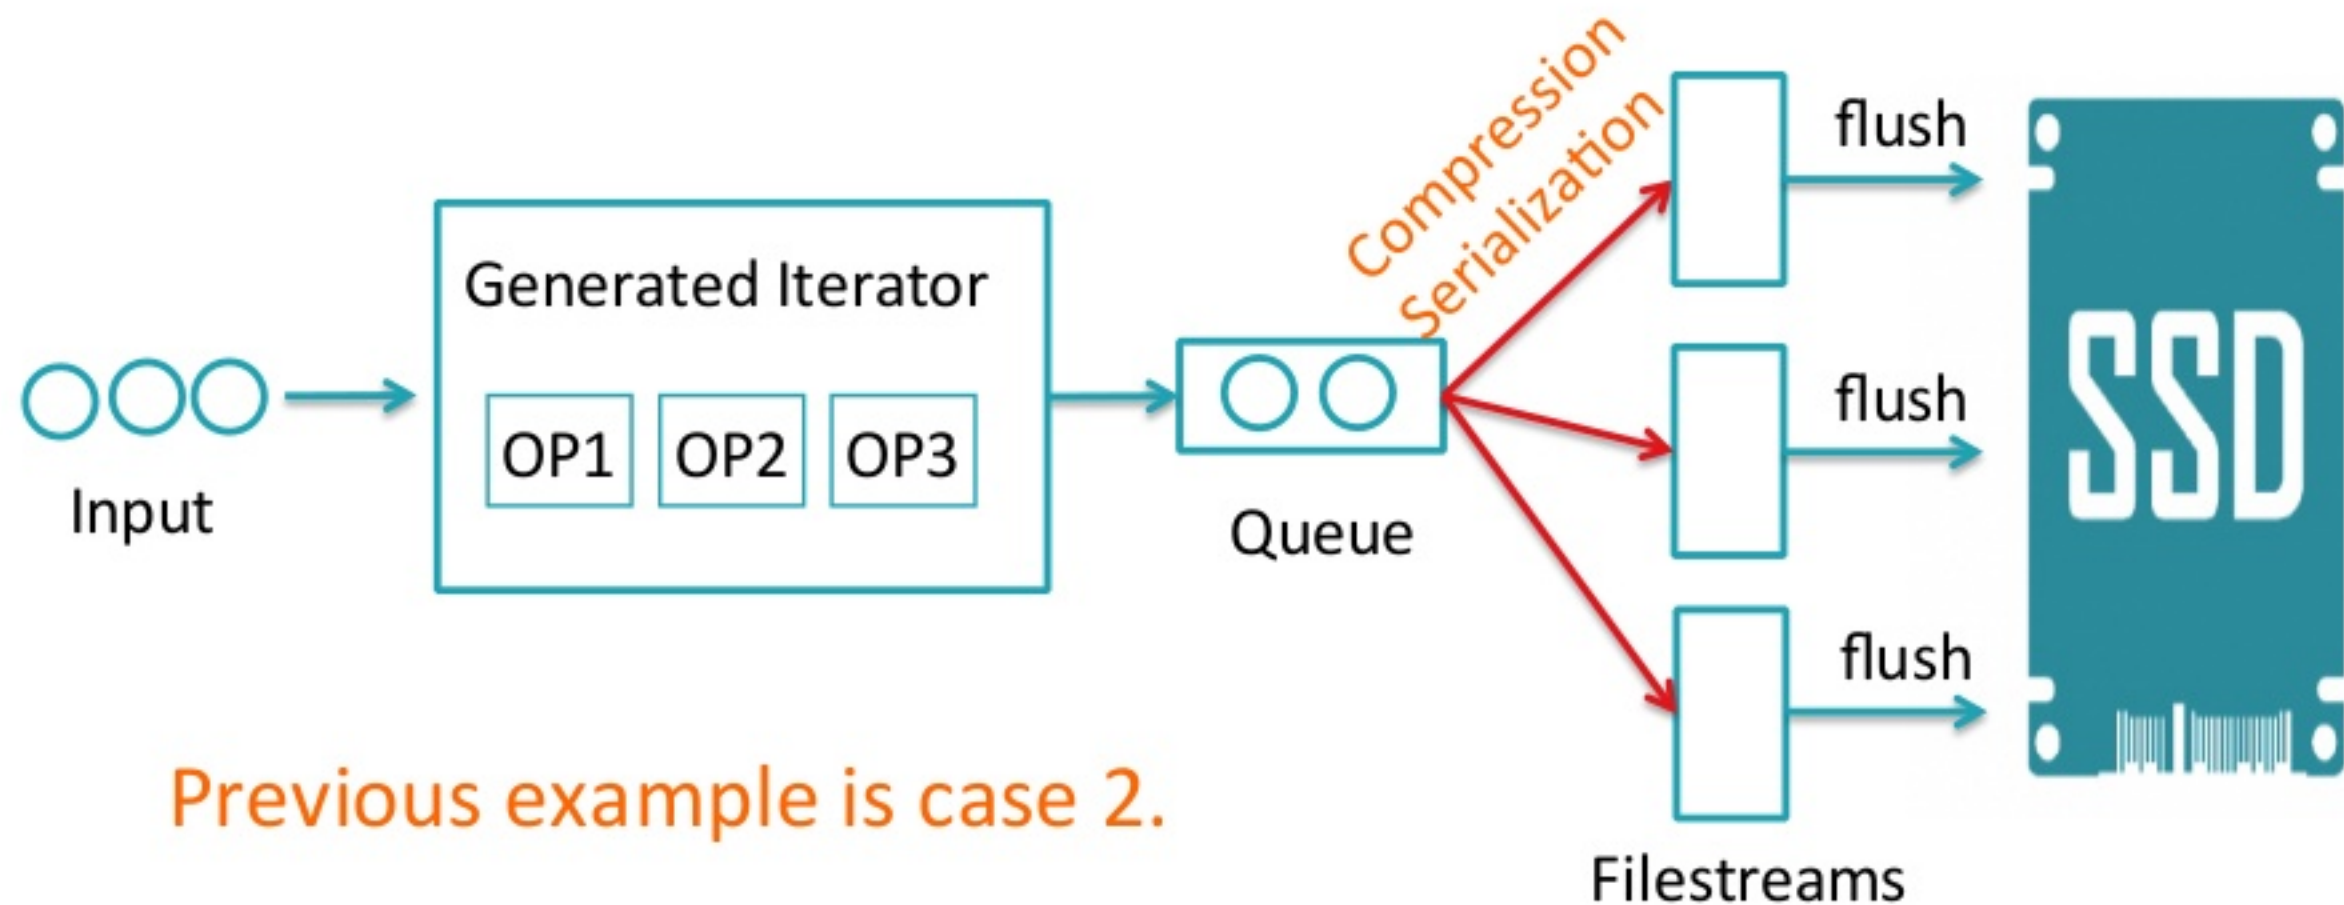 Compression
Serialization
flush
Generated Iterator
OP1 OP2 OP3
Input
Queue
flush
SSD
flush
Previous example is case 2.
Filestreams